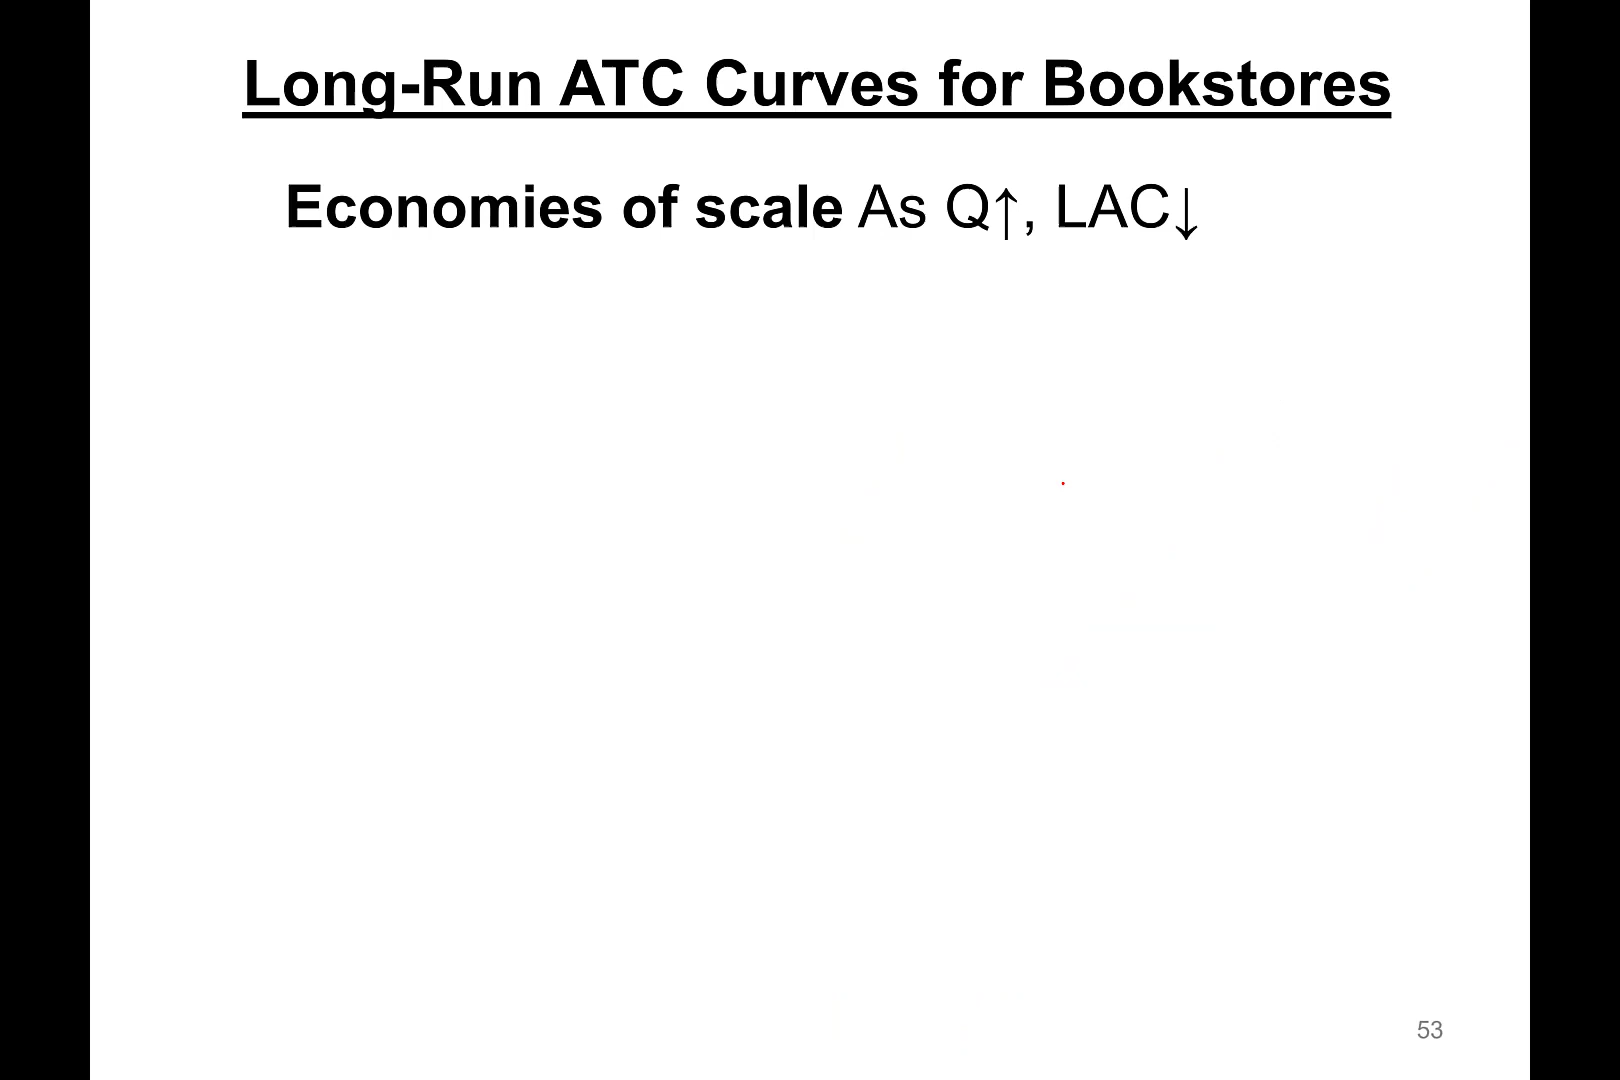 Long-Run ATC Curves for Bookstores
Economies of scale As Q↑, LAC↓
53